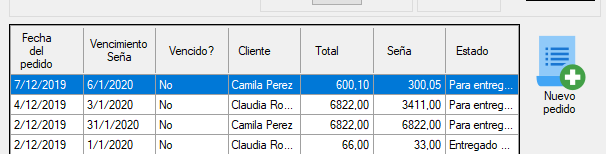 Fecha del pedido Vencimiento Seña Vencido? Cliente Total Seña Estado
7/12/2019 6/1/2020 No Camila Perez 600,10 300,05 Para entreg...
4/12/2019 3/1/2020 No Claudia Ro... 6822,00 3411,00 Para entreg...
2/12/2019 31/1/2020 No Camila Perez 6822,00 6822,00 Para entreg...
2/12/2019 1/1/2020 No Claudia Ro... 66,00 33,00 Entregado ...
Nuevo
pedido